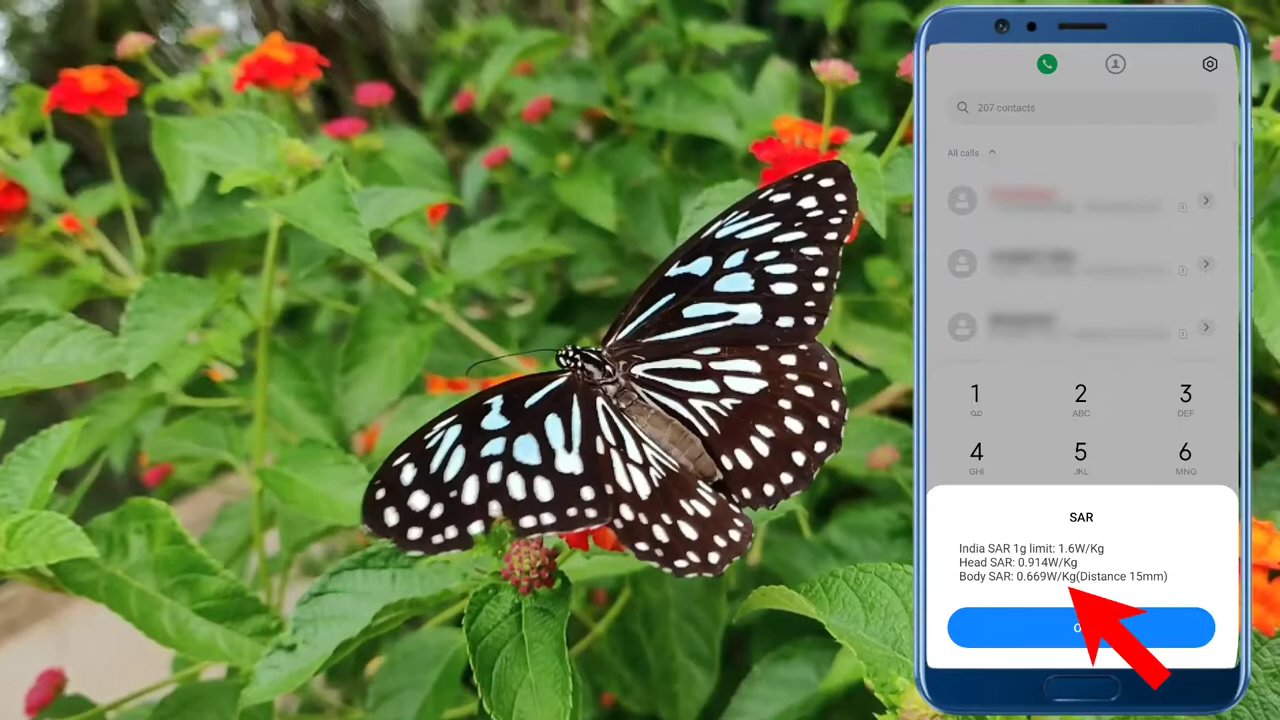 207 contacts
All calls
1
2 ABC
3 DEF
4 GHI
5 JKL
6 MNO
SAR
India SAR 1g limit: 1.6W/Kg
Head SAR: 0.914W/Kg
Body SAR: 0.669W/Kg(Distance 15mm)